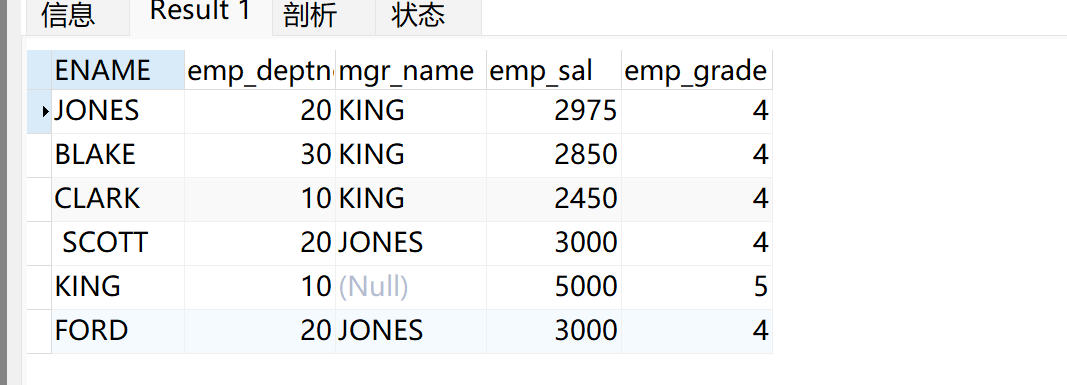 信息 Result 1 剖析 状态
ENAME emp_deptn mgr_name emp_sal emp_grade
JONES 20 KING 2975 4
BLAKE 30 KING 2850 4
CLARK 10 KING 2450 4
SCOTT 20 JONES 3000 4
KING 10 (Null) 5000 5
FORD 20 JONES 3000 4